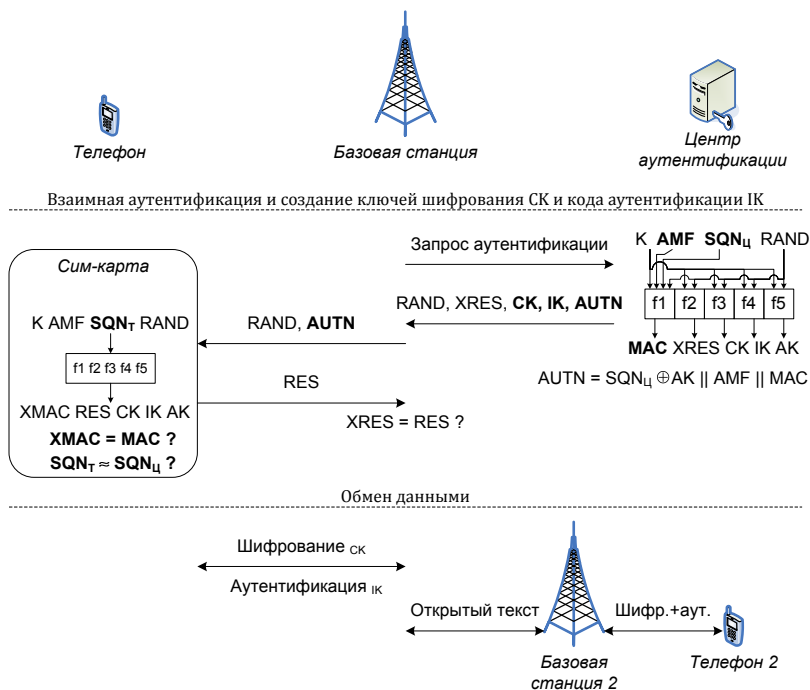 Телефон
Базовая станция
Центр
аутентификации
Взаимная аутентификация и создание ключей шифрования CK и кода аутентификации IK
Сим-карта
K AMF SQNТ RAND
f1 f2 f3 f4 f5
XMAC RES CK IK AK
XMAC = MAC ?
SQNТ ≈ SQNЦ ?
Запрос аутентификации
RAND, XRES, CK, IK, AUTN
RAND, AUTN
RES
XRES = RES ?
K AMF SQNЦ RAND
f1 f2 f3 f4 f5
MAC XRES CK IK AK
AUTN = SQNЦ ⊕AK || AMF || MAC
Обмен данными
Шифрование CK
Аутентификация IK
Открытый текст
Шифр.+аут.
Базовая
станция 2
Телефон 2